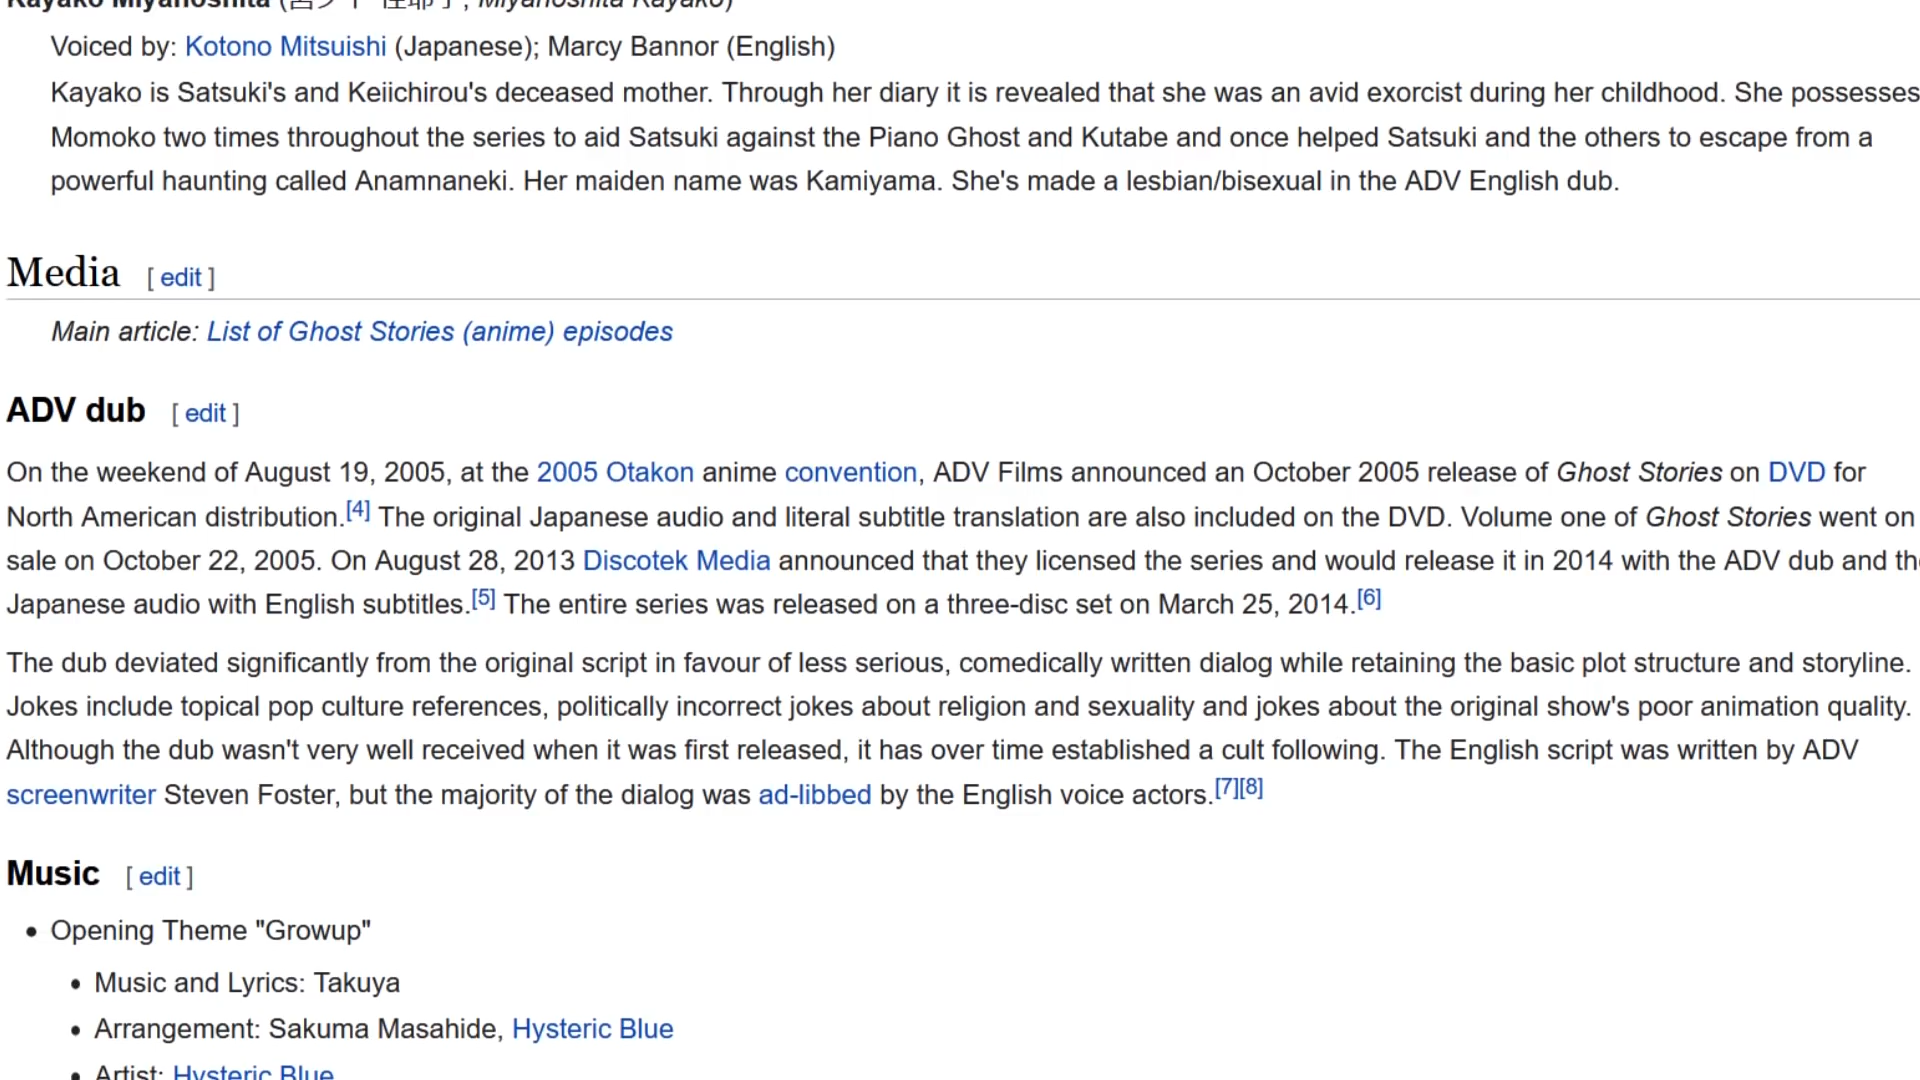 Kayako Miyanoshita (宮ノ下 佳耶子, Miyanoshita Kayako)
Voiced by: Kotono Mitsuishi (Japanese); Marcy Bannor (English)
Kayako is Satsuki's and Keiichirou's deceased mother. Through her diary it is revealed that she was an avid exorcist during her childhood. She possesses
Momoko two times throughout the series to aid Satsuki against the Piano Ghost and Kutabe and once helped Satsuki and the others to escape from a
powerful haunting called Anamnaneki. Her maiden name was Kamiyama. She's made a lesbian/bisexual in the ADV English dub.
Media [ edit ]
Main article: List of Ghost Stories (anime) episodes
ADV dub [ edit ]
On the weekend of August 19, 2005, at the 2005 Otakon anime convention, ADV Films announced an October 2005 release of Ghost Stories on DVD for
North American distribution.[4] The original Japanese audio and literal subtitle translation are also included on the DVD. Volume one of Ghost Stories went on
sale on October 22, 2005. On August 28, 2013 Discotek Media announced that they licensed the series and would release it in 2014 with the ADV dub and the
Japanese audio with English subtitles.[5] The entire series was released on a three-disc set on March 25, 2014.[6]
The dub deviated significantly from the original script in favour of less serious, comedically written dialog while retaining the basic plot structure and storyline.
Jokes include topical pop culture references, politically incorrect jokes about religion and sexuality and jokes about the original show's poor animation quality.
Although the dub wasn't very well received when it was first released, it has over time established a cult following. The English script was written by ADV
screenwriter Steven Foster, but the majority of the dialog was ad-libbed by the English voice actors.[7][8]
Music [ edit ]
• Opening Theme "Growup"
• Music and Lyrics: Takuya
• Arrangement: Sakuma Masahide, Hysteric Blue
• Artist: Hysteric Blue